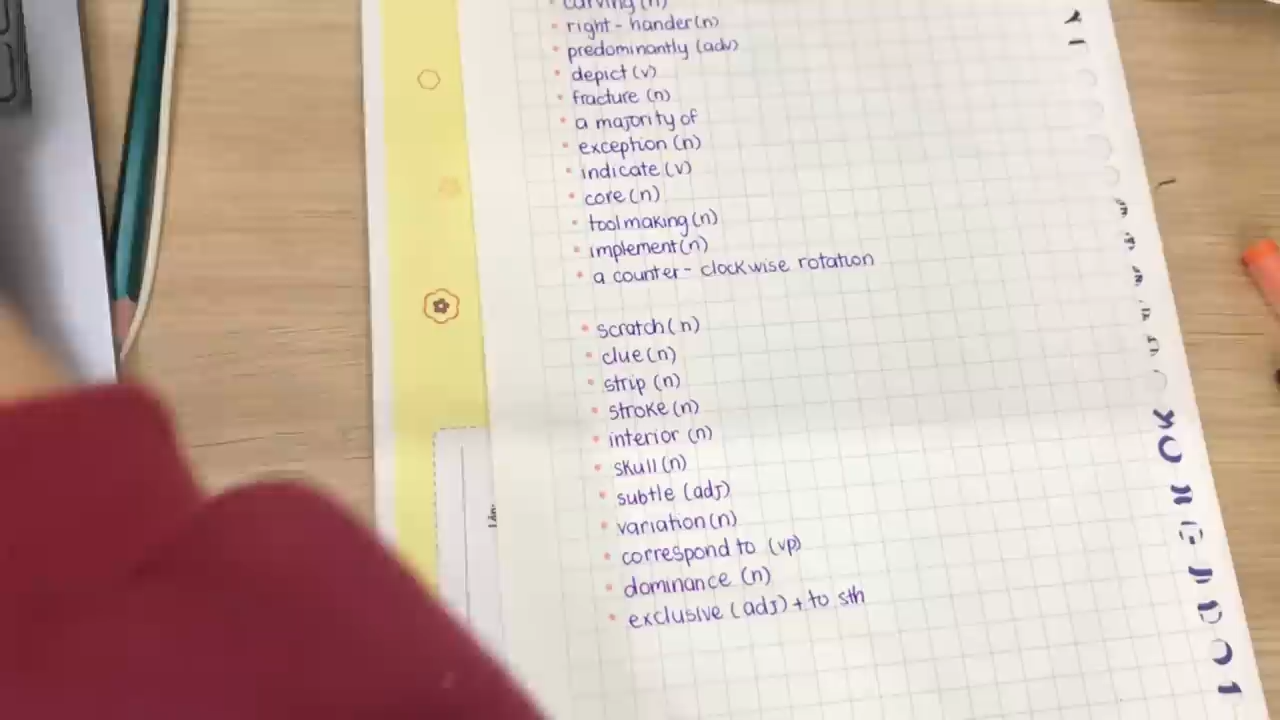 carving (n)
right-hander (n)
predominantly (adv)
depict (v)
fracture (n)
a majority of
exception (n)
indicate (v)
core (n)
toolmaking (n)
implement (n)
a counter-clockwise rotation
scratch (n)
clue (n)
strip (n)
stroke (n)
interior (n)
skull (n)
subtle (adj)
variation (n)
correspond to (vp)
dominance (n)
exclusive (adj) + to sth